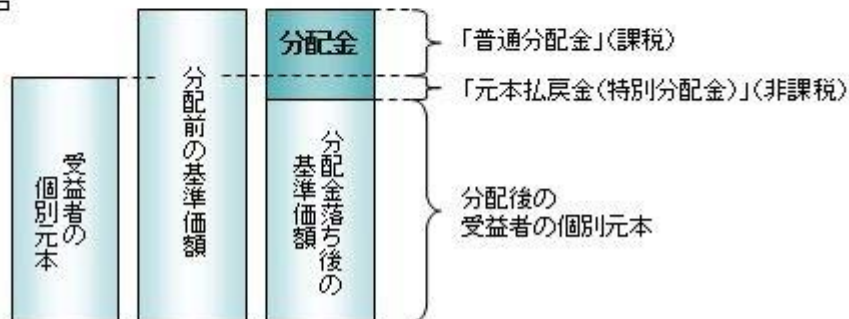 分配金
「普通分配金」(課税)
「元本払戻金(特別分配金)」(非課税)
受益者の
個別元本
分配前の基準価額
分配金落ち後の
基準価額
分配後の
受益者の個別元本